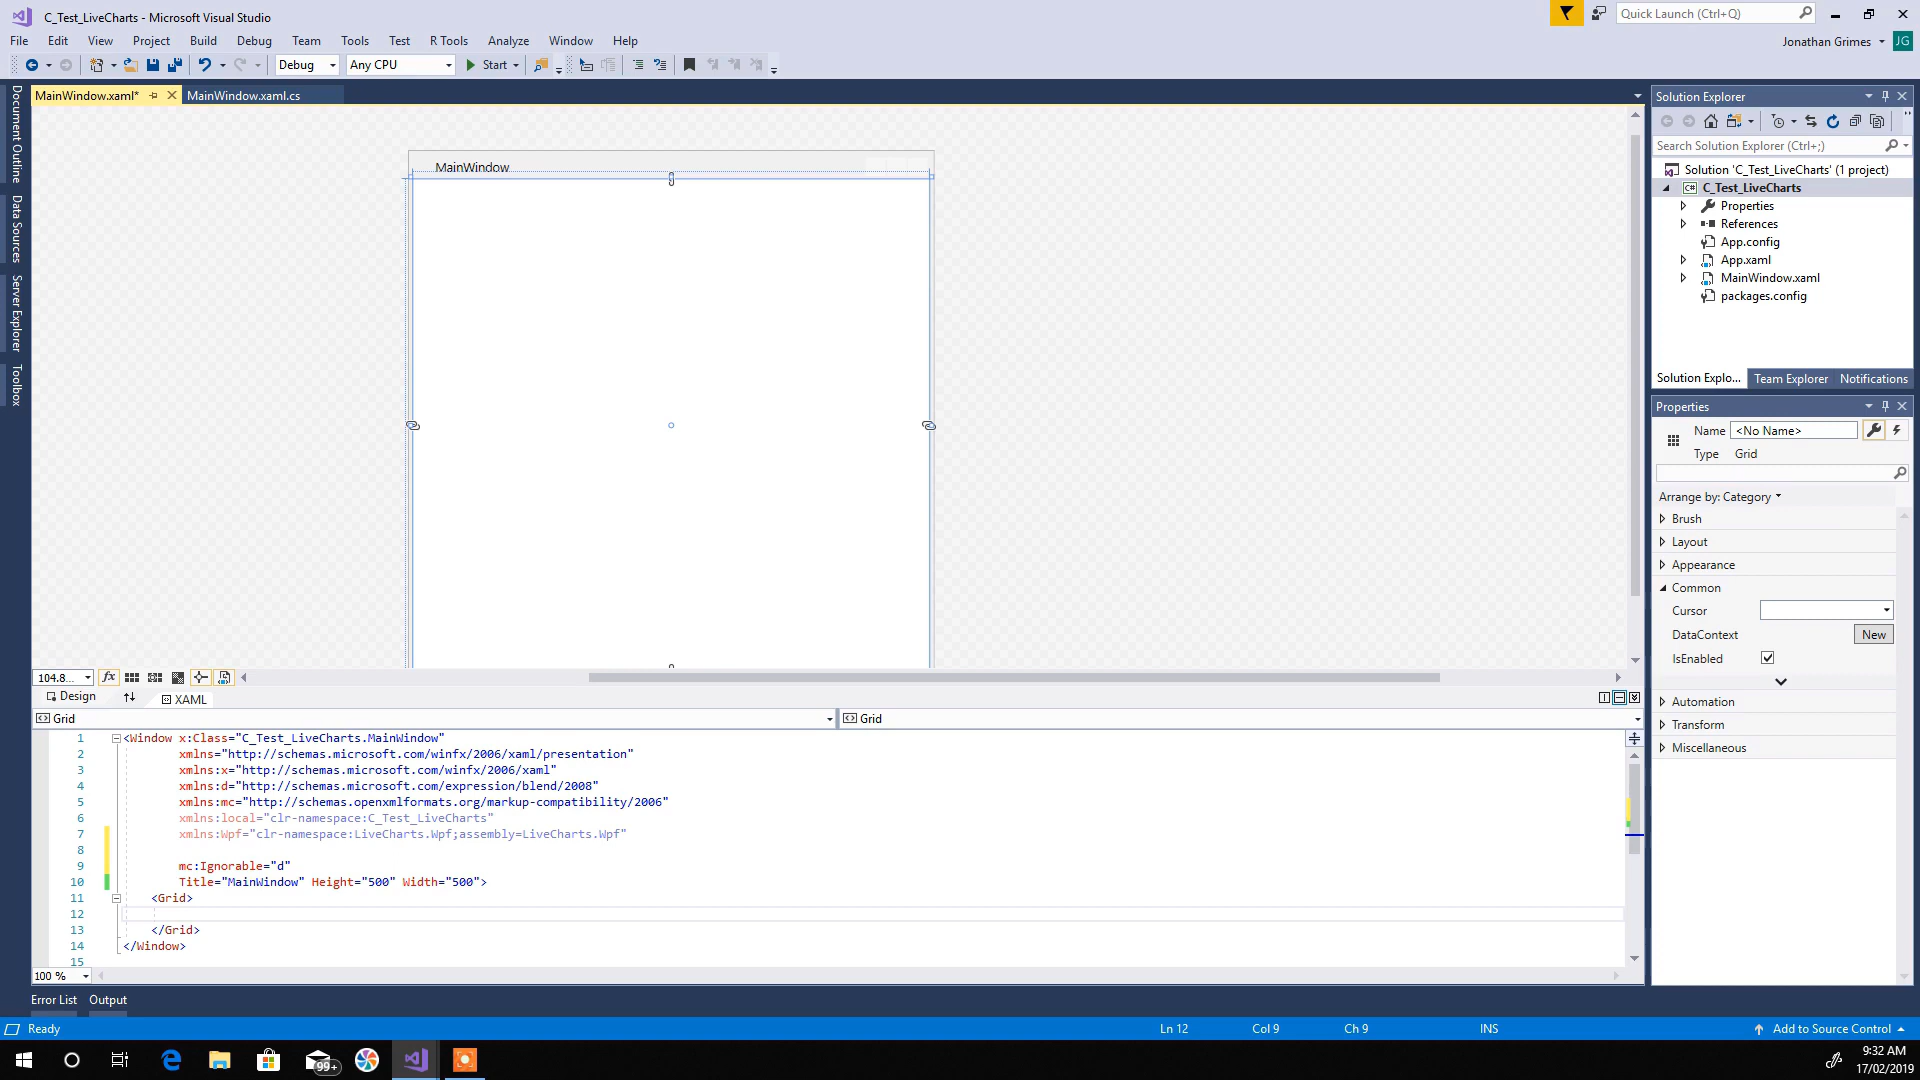 C_Test_LiveCharts - Microsoft Visual Studio
Quick Launch (Ctrl+Q)
File Edit View Project Build Debug Team Tools Test R Tools Analyze Window Help
Jonathan Grimes JG
Debug Any CPU Start
MainWindow.xaml* MainWindow.xaml.cs
Document Outline
Data Sources
Server Explorer
Toolbox
MainWindow
Solution Explorer
Search Solution Explorer (Ctrl+;)
Solution 'C_Test_LiveCharts' (1 project)
C# C_Test_LiveCharts
Properties
References
App.config
App.xaml
MainWindow.xaml
packages.config
Solution Explo... Team Explorer Notifications
Properties
Name <No Name>
Type Grid
Arrange by: Category
Brush
Layout
Appearance
Common
Cursor
DataContext New
IsEnabled
Automation
Transform
Miscellaneous
104.8... fx
Design XAML
Grid Grid
1 <Window x:Class="C_Test_LiveCharts.MainWindow"
2 xmlns="http://schemas.microsoft.com/winfx/2006/xaml/presentation"
3 xmlns:x="http://schemas.microsoft.com/winfx/2006/xaml"
4 xmlns:d="http://schemas.microsoft.com/expression/blend/2008"
5 xmlns:mc="http://schemas.openxmlformats.org/markup-compatibility/2006"
6 xmlns:local="clr-namespace:C_Test_LiveCharts"
7 xmlns:Wpf="clr-namespace:LiveCharts.Wpf;assembly=LiveCharts.Wpf"
8
9 mc:Ignorable="d"
10 Title="MainWindow" Height="500" Width="500">
11 <Grid>
12
13 </Grid>
14 </Window>
15
100 %
Error List Output
Ready Ln 12 Col 9 Ch 9 INS Add to Source Control
99+
9:32 AM
17/02/2019